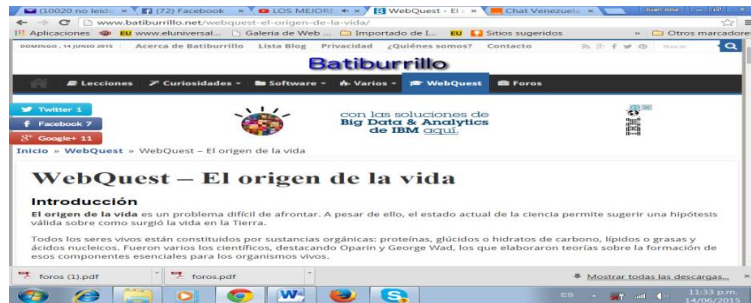 (10020 no leído
(72) Facebook
LOS MEJORE
WebQuest - El
Chat Venezuela
www.batiburrillo.net/webquest-el-origen-de-la-vida/
Aplicaciones
www.eluniversal...
Galeria de Web ...
Importado de I...
Sitios sugeridos
»
Otros marcadore
DOMINGO , 14 JUNIO 2015
Acerca de Batiburrillo
Lista Blog
Privacidad
¿Quiénes somos?
Contacto
Batiburrillo
Lecciones
Curiosidades
Software
Varios
WebQuest
Foros
Twitter 1
Facebook 7
Google+ 11
con las soluciones de
Big Data & Analytics
de IBM aquí.
Inicio » WebQuest » WebQuest – El origen de la vida
WebQuest – El origen de la vida
Introducción
El origen de la vida es un problema difícil de afrontar. A pesar de ello, el estado actual de la ciencia permite sugerir una hipótesis
válida sobre como surgió la vida en la Tierra.
Todos los seres vivos están constituidos por sustancias orgánicas: proteínas, glúcidos o hidratos de carbono, lípidos o grasas y
ácidos nucleicos. Fueron varios los científicos, destacando Oparin y George Wad, los que elaboraron teorías sobre la formación de
esos componentes esenciales para los organismos vivos.
foros (1).pdf
foros.pdf
Mostrar todas las descargas...
ES
11:33 p.m.
14/06/2015